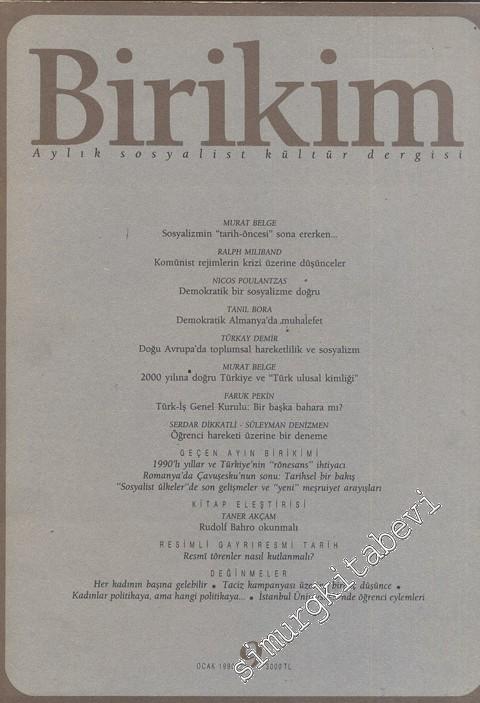 Birikim
Aylık sosyalist kültür dergisi
MURAT BELGE
Sosyalizmin "tarih-öncesi" sona ererken...
RALPH MILIBAND
Komünist rejimlerin krizi üzerine düşünceler
NICOS POULANTZAS
Demokratik bir sosyalizme doğru
TANIL BORA
Demokratik Almanya'da muhalefet
TÜRKAY DEMİR
Doğu Avrupa'da toplumsal hareketlilik ve sosyalizm
MURAT BELGE
2000 yılına doğru Türkiye ve "Türk ulusal kimliği"
FARUK PEKİN
Türk-İş Genel Kurulu: Bir başka bahara mı?
SERDAR DİKKATLİ - SÜLEYMAN DENİZMEN
Öğrenci hareketi üzerine bir deneme
GEÇEN AYIN BİRİKİMİ
1990'lı yıllar ve Türkiye'nin "rönesans" ihtiyacı
Romanya'da Çavuşesku'nun sonu: Tarihsel bir bakış
"Sosyalist ülkeler"de son gelişmeler ve "yeni" meşruiyet arayışları
KİTAP ELEŞTİRİSİ
TANER AKÇAM
Rudolf Bahro okunmalı
RESİMLİ GAYRIRESMİ TARİH
Resmî törenler nasıl kutlanmalı?
DEĞİNMELER
Her kadının başına gelebilir • Taciz kampanyası düşünce •
Kadınlar politikaya, ama hangi politikaya... • İstanbul öğrenci eylemleri
9
OCAK 3000 TL
simurgkitabevi